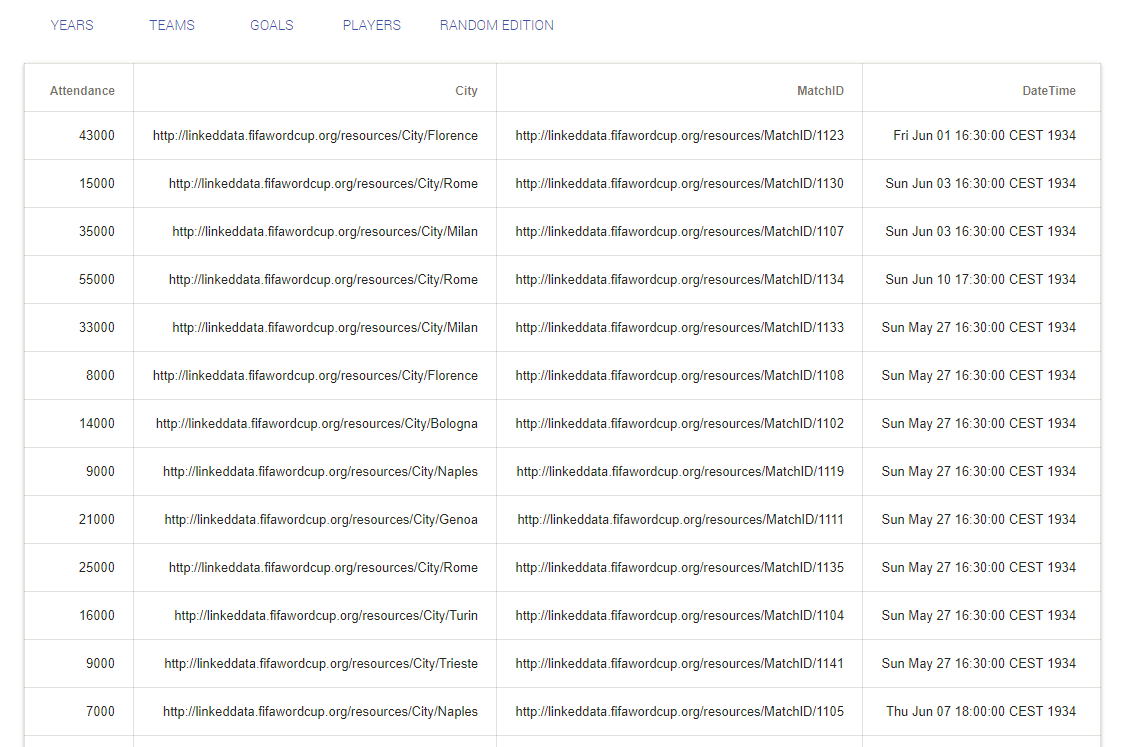 YEARS TEAMS GOALS PLAYERS RANDOM EDITION
Attendance City MatchID DateTime
43000 http://linkeddata.fifawordcup.org/resources/City/Florence http://linkeddata.fifawordcup.org/resources/MatchID/1123 Fri Jun 01 16:30:00 CEST 1934
15000 http://linkeddata.fifawordcup.org/resources/City/Rome http://linkeddata.fifawordcup.org/resources/MatchID/1130 Sun Jun 03 16:30:00 CEST 1934
35000 http://linkeddata.fifawordcup.org/resources/City/Milan http://linkeddata.fifawordcup.org/resources/MatchID/1107 Sun Jun 03 16:30:00 CEST 1934
55000 http://linkeddata.fifawordcup.org/resources/City/Rome http://linkeddata.fifawordcup.org/resources/MatchID/1134 Sun Jun 10 17:30:00 CEST 1934
33000 http://linkeddata.fifawordcup.org/resources/City/Milan http://linkeddata.fifawordcup.org/resources/MatchID/1133 Sun May 27 16:30:00 CEST 1934
8000 http://linkeddata.fifawordcup.org/resources/City/Florence http://linkeddata.fifawordcup.org/resources/MatchID/1108 Sun May 27 16:30:00 CEST 1934
14000 http://linkeddata.fifawordcup.org/resources/City/Bologna http://linkeddata.fifawordcup.org/resources/MatchID/1102 Sun May 27 16:30:00 CEST 1934
9000 http://linkeddata.fifawordcup.org/resources/City/Naples http://linkeddata.fifawordcup.org/resources/MatchID/1119 Sun May 27 16:30:00 CEST 1934
21000 http://linkeddata.fifawordcup.org/resources/City/Genoa http://linkeddata.fifawordcup.org/resources/MatchID/1111 Sun May 27 16:30:00 CEST 1934
25000 http://linkeddata.fifawordcup.org/resources/City/Rome http://linkeddata.fifawordcup.org/resources/MatchID/1135 Sun May 27 16:30:00 CEST 1934
16000 http://linkeddata.fifawordcup.org/resources/City/Turin http://linkeddata.fifawordcup.org/resources/MatchID/1104 Sun May 27 16:30:00 CEST 1934
9000 http://linkeddata.fifawordcup.org/resources/City/Trieste http://linkeddata.fifawordcup.org/resources/MatchID/1141 Sun May 27 16:30:00 CEST 1934
7000 http://linkeddata.fifawordcup.org/resources/City/Naples http://linkeddata.fifawordcup.org/resources/MatchID/1105 Thu Jun 07 18:00:00 CEST 1934